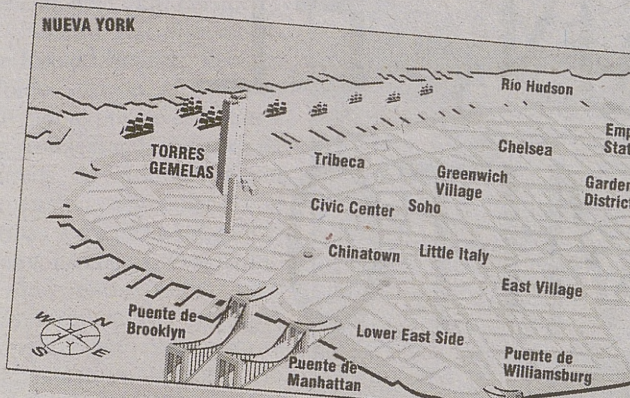 NUEVA YORK
Río Hudson
TORRES
GEMELAS
Tribeca
Chelsea
Greenwich
Village
Civic Center
Soho
Chinatown
Little Italy
East Village
Puente de
Brooklyn
Lower East Side
Puente de
Manhattan
Puente de
Williamsburg
W N
S E